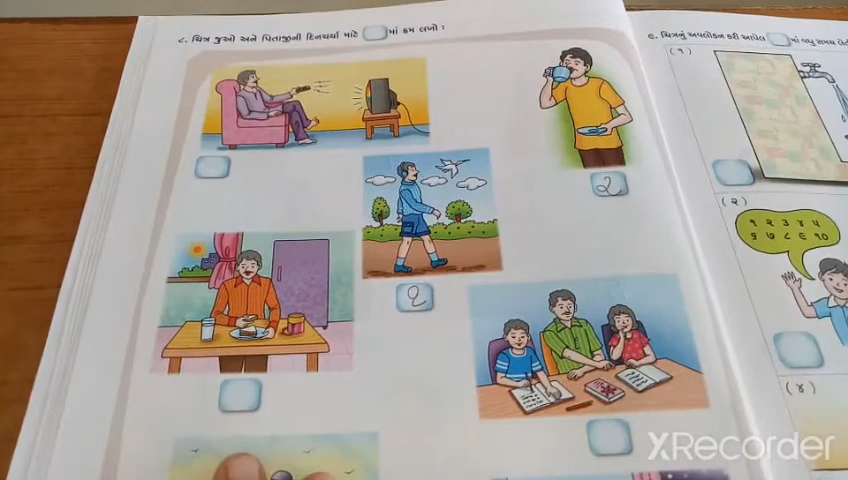 ૮. ચિત્ર જુઓ અને પિતાજીની દિનચર્યા માટે માં ક્રમ લખો :
૨
૧
૯. ચિત્રનું અવલોકન કરી આપેલ માં વધુ સમય
(૧)
(૨)
૧ ૨ ૩ ૪ ૫
૬ ૭ ૮ ૯ ૧૦
(૪)
XRecorder